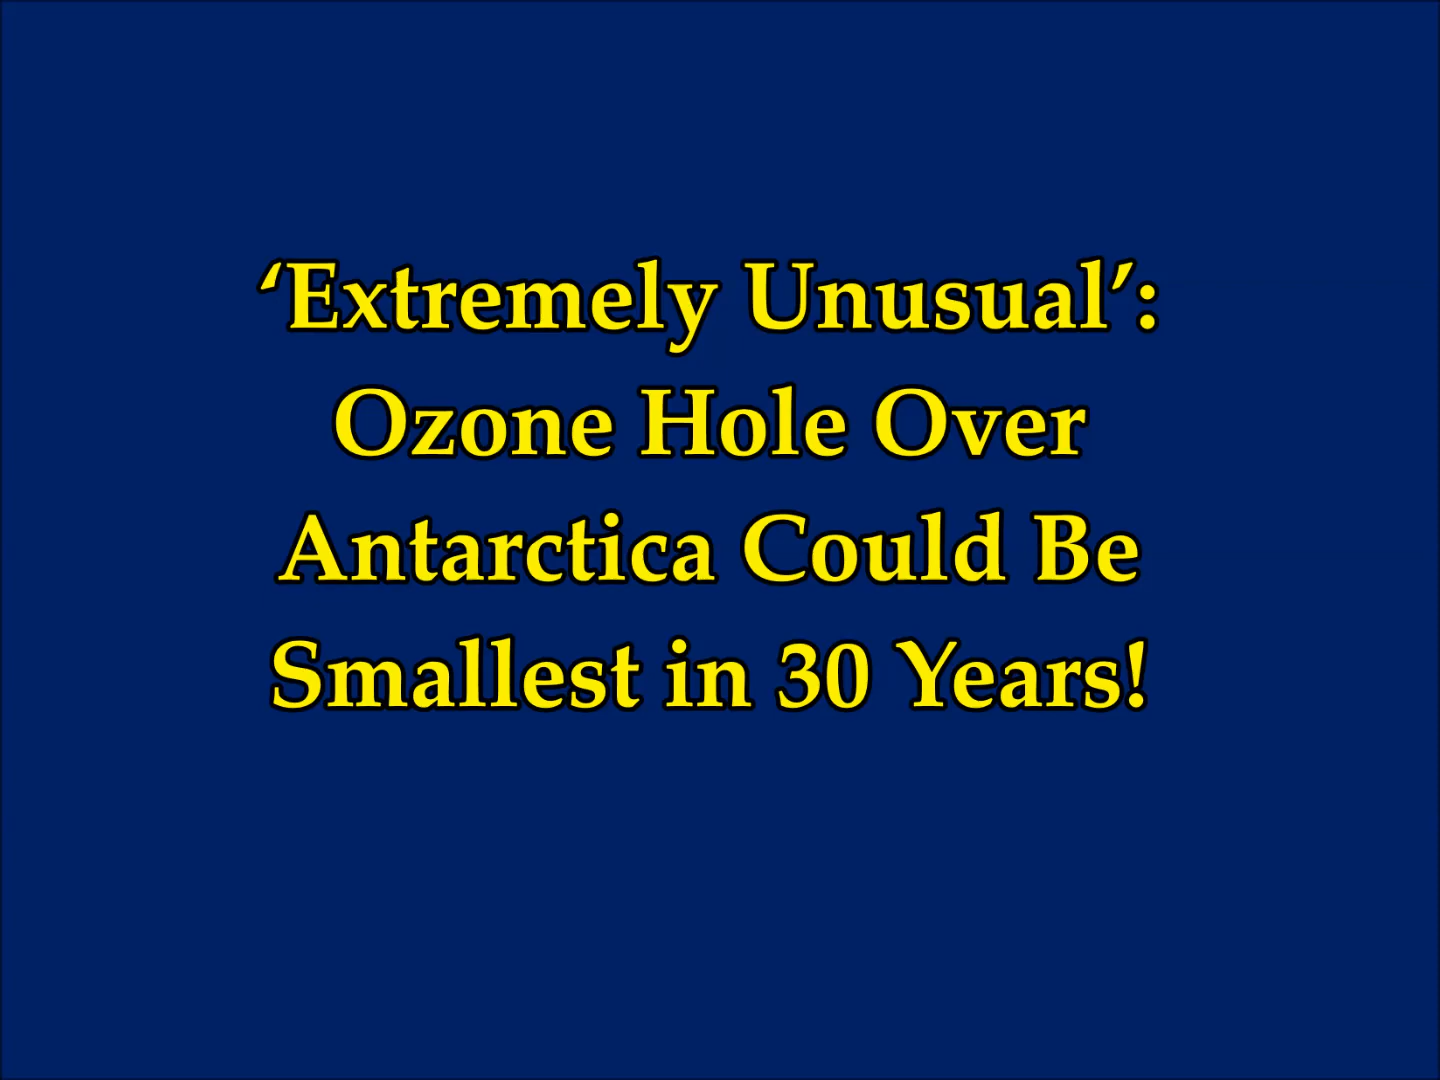 ‘Extremely Unusual’:
Ozone Hole Over
Antarctica Could Be
Smallest in 30 Years!